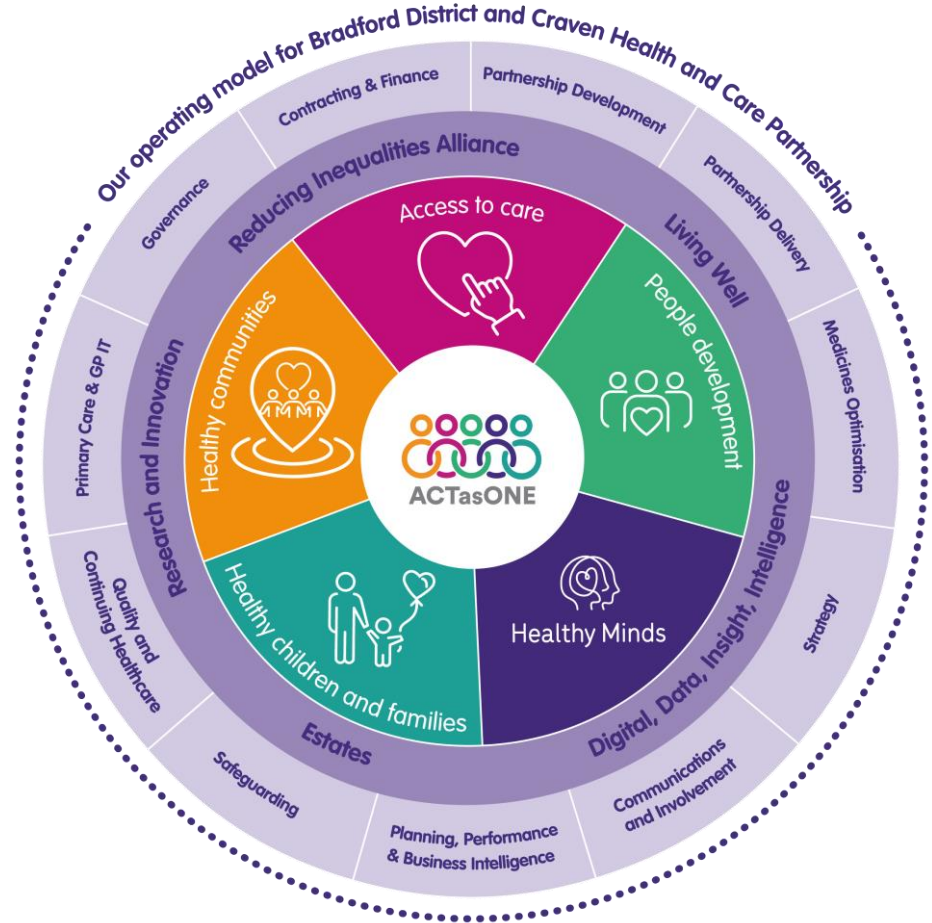 Our operating model for Bradford District and Craven Health and Care Partnership
Contracting & Finance
Partnership Development
Partnership Delivery
Medicines Optimisation
Strategy
Communications
and Involvement
Planning, Performance
& Business Intelligence
Safeguarding
Quality and
Continuing Healthcare
Primary Care & GP IT
Governance
Reducing Inequalities Alliance
Living Well
Digital, Data, Insight, Intelligence
Estates
Research and Innovation
Access to care
People development
Healthy Minds
Healthy children and families
Healthy communities
ACTasONE